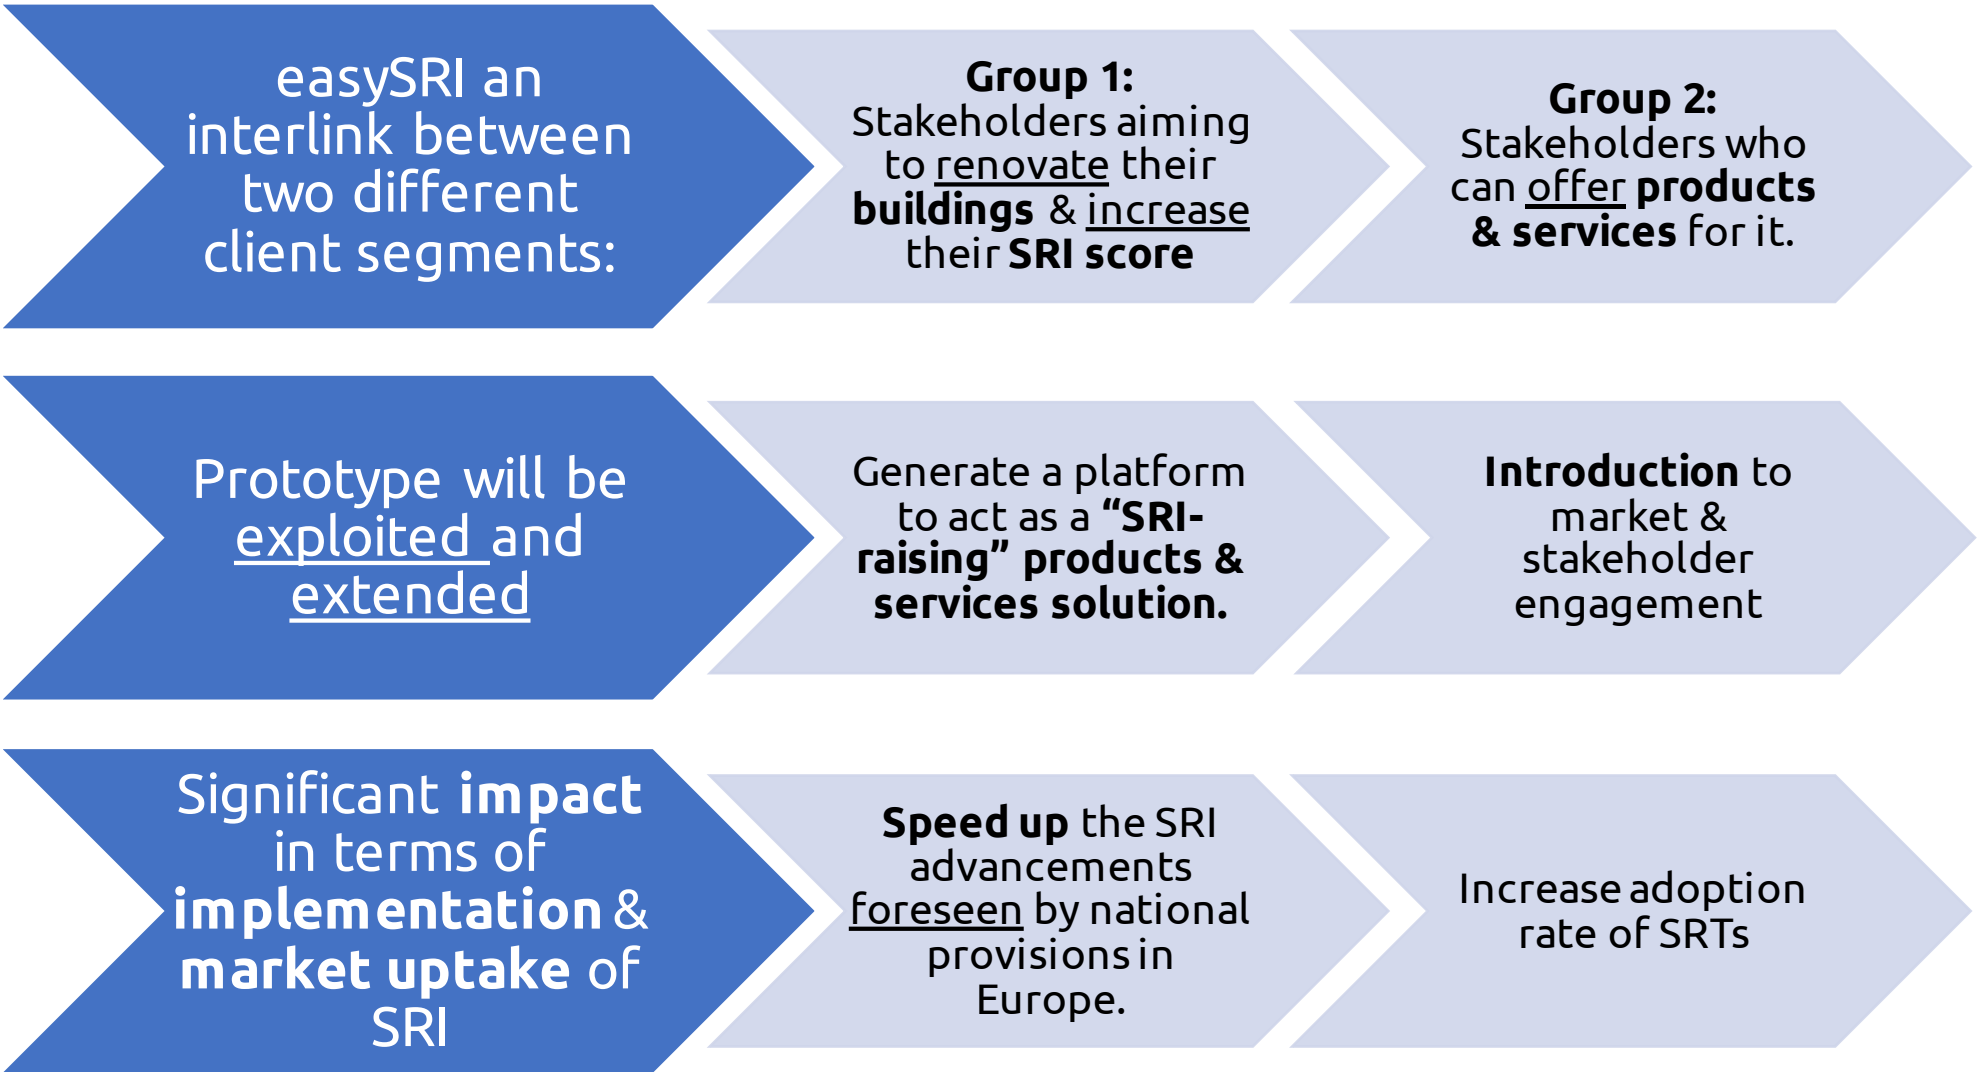 easySRI an
interlink between
two different
client segments:
Group 1:
Stakeholders aiming
to renovate their
buildings & increase
their SRI score
Group 2:
Stakeholders who
can offer products
& services for it.
Prototype will be
exploited and
extended
Generate a platform
to act as a “SRI-
raising” products &
services solution.
Introduction to
market &
stakeholder
engagement
Significant impact
in terms of
implementation &
market uptake of
SRI
Speed up the SRI
advancements
foreseen by national
provisions in
Europe.
Increase adoption
rate of SRTs